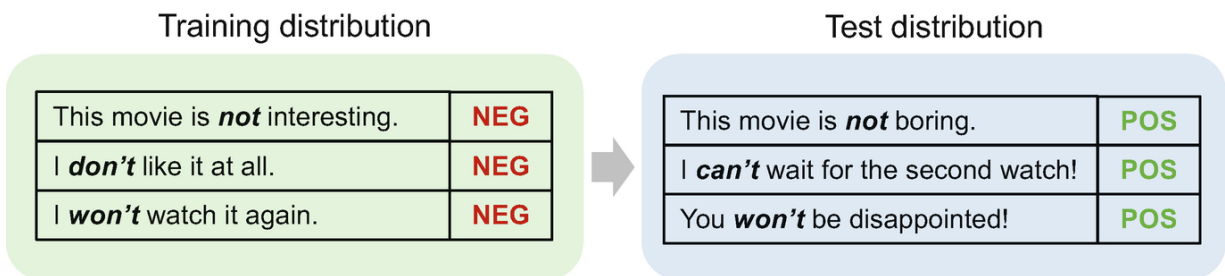 Training distribution
This movie is not interesting. NEG
I don't like it at all. NEG
I won't watch it again. NEG
Test distribution
This movie is not boring. POS
I can't wait for the second watch! POS
You won't be disappointed! POS